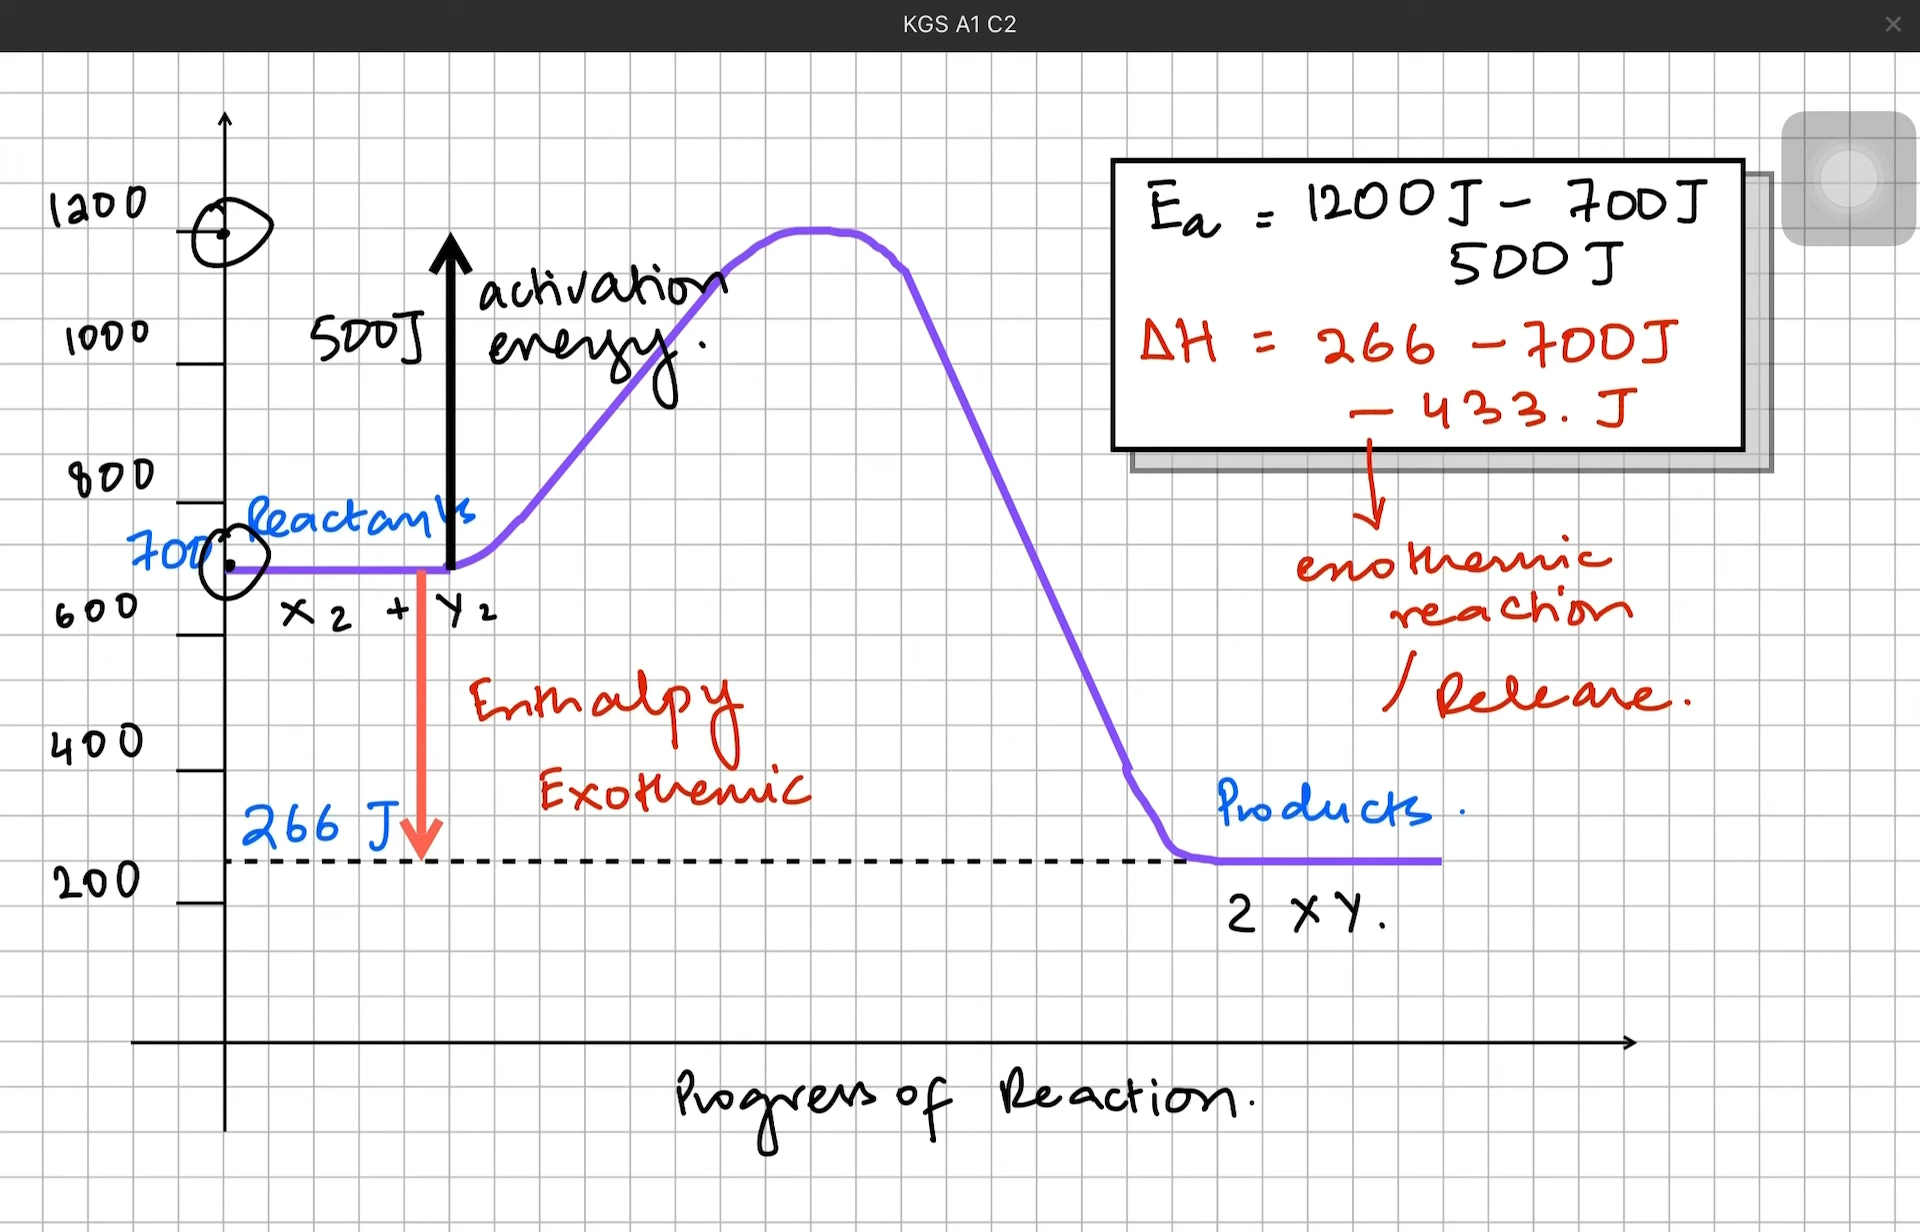 KGS A1 C2
1200
1000
800
700
600
400
200
500J
activation
energy.
Reactants
X2 + Y2
Enthalpy
Exothemic
266 J
Products.
2 XY.
Progress of Reaction.
Ea = 1200J - 700J
500J
ΔH = 266 - 700J
- 433. J
exothermic
reaction
/ Release.